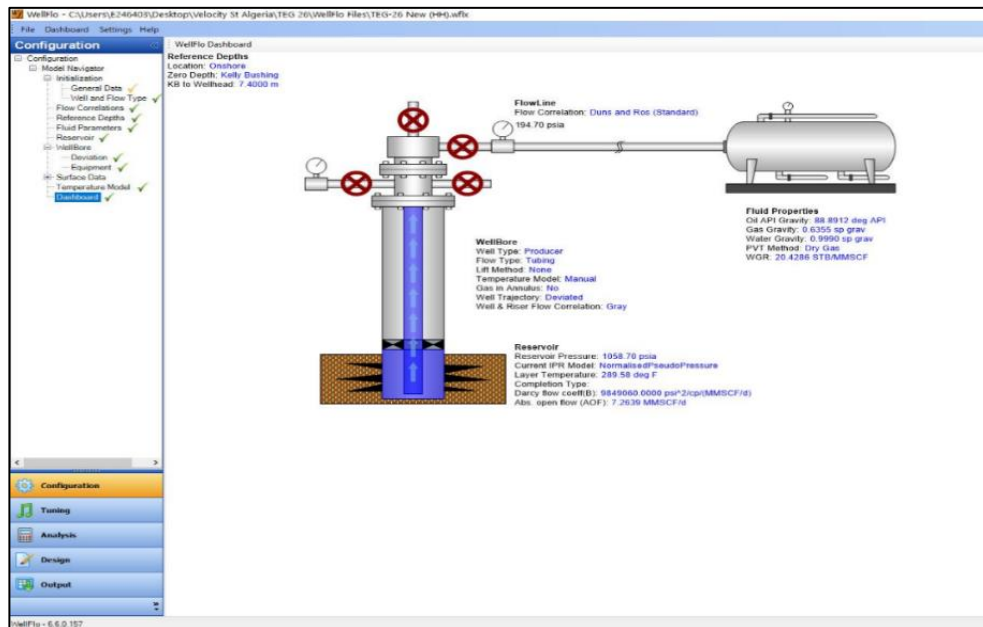 WellFlo - C:\Users\E246403\Desktop\Velocity St Algeria\TEG 26\WellFlo Files\TEG-26 New (HH).wflx
File Dashboard Settings Help
Configuration
Configuration
Model Navigator
Initialization
General Data
Well and Flow Type
Flow Correlations
Reference Depths
Fluid Parameters
Reservoir
WellBore
Deviation
Equipment
Surface Data
Temperature Model
Dashboard
Configuration
Tuning
Analysis
Design
Output
WellFlo Dashboard
Reference Depths
Location: Onshore
Zero Depth: Kelly Bushing
KB to Wellhead: 7.4000 m
FlowLine
Flow Correlation: Duns and Ros (Standard)
194.70 psia
Fluid Properties
Oil API Gravity: 88.8912 deg API
Gas Gravity: 0.6355 sp grav
Water Gravity: 0.9990 sp grav
PVT Method: Dry Gas
WGR: 20.4286 STB/MMSCF
WellBore
Well Type: Producer
Flow Type: Tubing
Lift Method: None
Temperature Model: Manual
Gas in Annulus: No
Well Trajectory: Deviated
Well & Riser Flow Correlation: Gray
Reservoir
Reservoir Pressure: 1058.70 psia
Current IPR Model: NormalisedPseudoPressure
Layer Temperature: 289.58 deg F
Completion Type:
Darcy flow coeff(B): 9849060.0000 psi^2/cp/(MMSCF/d)
Abs. open flow (AOF): 7.2639 MMSCF/d
WellFlo - 6.6.0.157